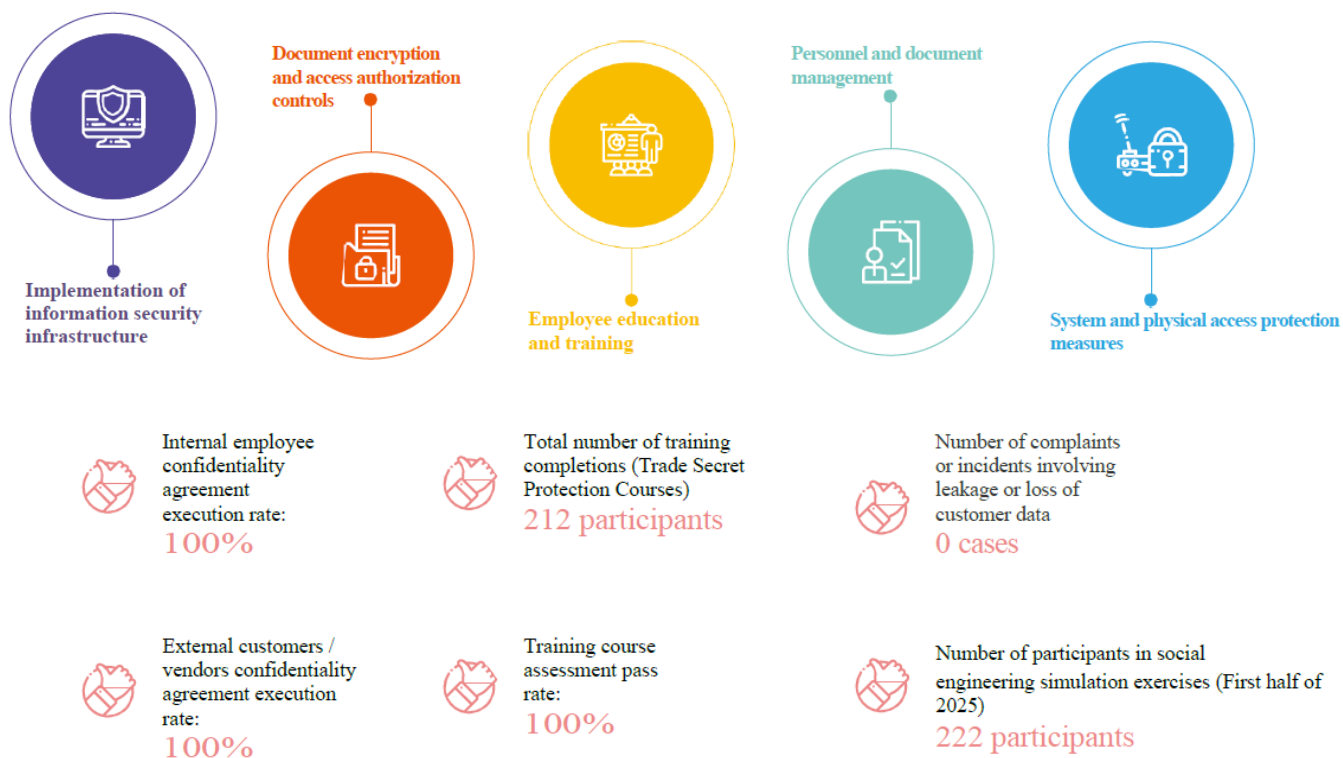 Implementation of
information security
infrastructure
Document encryption
and access authorization
controls
Employee education
and training
Personnel and document
management
System and physical access protection
measures
Internal employee
confidentiality
agreement
execution rate:
100%
Total number of training
completions (Trade Secret
Protection Courses)
212 participants
Number of complaints
or incidents involving
leakage or loss of
customer data
0 cases
External customers /
vendors confidentiality
agreement execution
rate:
100%
Training course
assessment pass
rate:
100%
Number of participants in social
engineering simulation exercises (First half of
2025)
222 participants